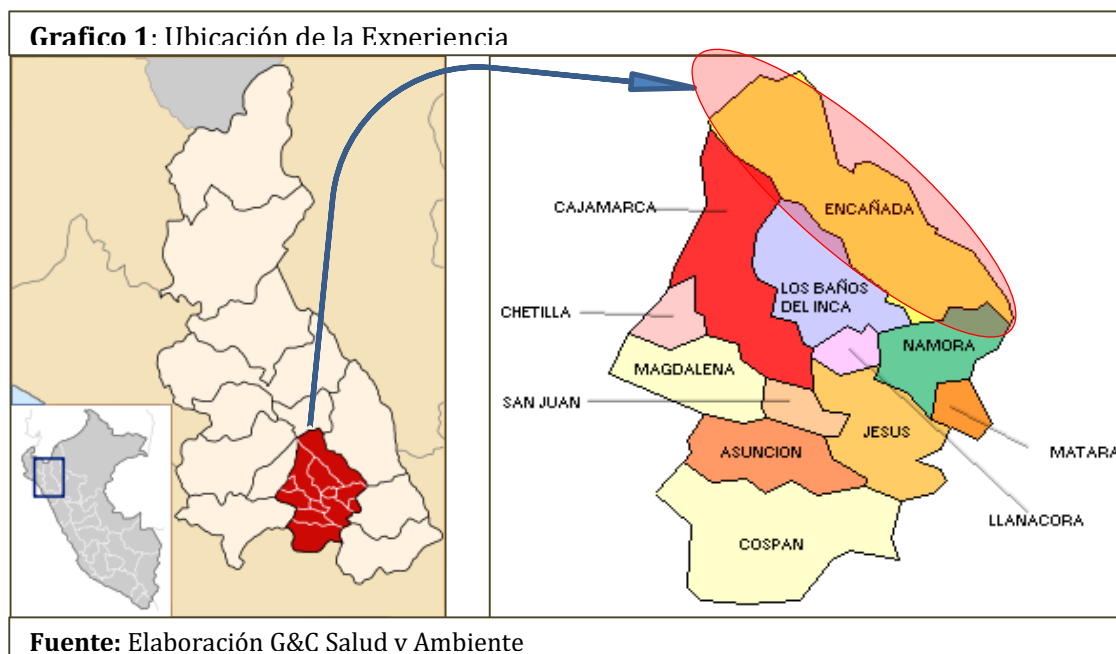 Grafico 1: Ubicación de la Experiencia
ENCAÑADA
CAJAMARCA
LOS BAÑOS
DEL INCA
CHETILLA
NAMORA
MAGDALENA
SAN JUAN
JESUS
ASUNCION
MATARA
LLANACORA
COSPAN
Fuente: Elaboración G&C Salud y Ambiente